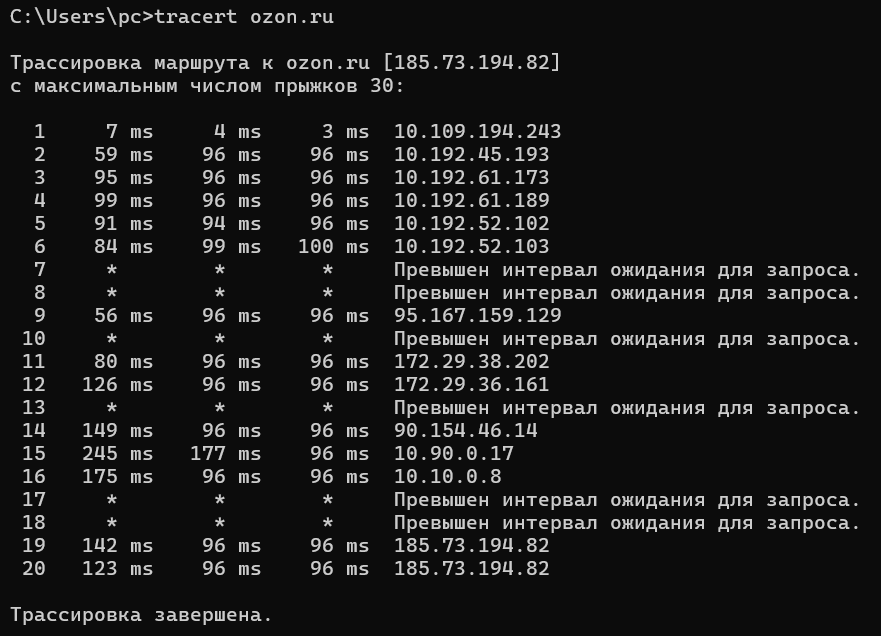 C:\Users\pc>tracert ozon.ru
Трассировка маршрута к ozon.ru [185.73.194.82]
с максимальным числом прыжков 30:
1 7 ms 4 ms 3 ms 10.109.194.243
2 59 ms 96 ms 96 ms 10.192.45.193
3 95 ms 96 ms 96 ms 10.192.61.173
4 99 ms 96 ms 96 ms 10.192.61.189
5 91 ms 94 ms 96 ms 10.192.52.102
6 84 ms 99 ms 100 ms 10.192.52.103
7 * * * Превышен интервал ожидания для запроса.
8 * * * Превышен интервал ожидания для запроса.
9 56 ms 96 ms 96 ms 95.167.159.129
10 * * * Превышен интервал ожидания для запроса.
11 80 ms 96 ms 96 ms 172.29.38.202
12 126 ms 96 ms 96 ms 172.29.36.161
13 * * * Превышен интервал ожидания для запроса.
14 149 ms 96 ms 96 ms 90.154.46.14
15 245 ms 177 ms 96 ms 10.90.0.17
16 175 ms 96 ms 96 ms 10.10.0.8
17 * * * Превышен интервал ожидания для запроса.
18 * * * Превышен интервал ожидания для запроса.
19 142 ms 96 ms 96 ms 185.73.194.82
20 123 ms 96 ms 96 ms 185.73.194.82
Трассировка завершена.